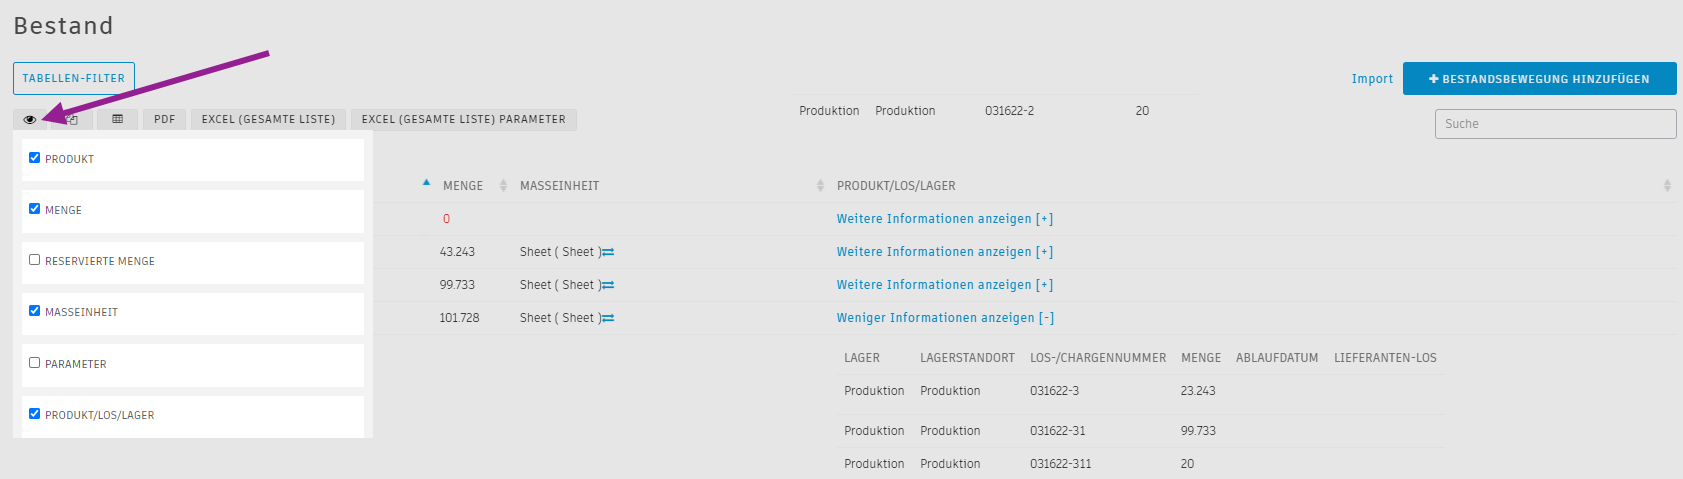 Bestand
TABELLEN-FILTER
Import
BESTANDSBEWEGUNG HINZUFÜGEN
PDF
EXCEL (GESAMTE LISTE)
EXCEL (GESAMTE LISTE) PARAMETER
Produktion Produktion 031622-2 20
Suche
PRODUKT
MENGE
RESERVIERTE MENGE
MASSEINHEIT
PARAMETER
PRODUKT/LOS/LAGER
MENGE MASSEINHEIT PRODUKT/LOS/LAGER
0 Weitere Informationen anzeigen [+]
43.243 Sheet ( Sheet ) Weitere Informationen anzeigen [+]
99.733 Sheet ( Sheet ) Weitere Informationen anzeigen [+]
101.728 Sheet ( Sheet ) Weniger Informationen anzeigen [-]
LAGER LAGERSTANDORT LOS-/CHARGENNUMMER MENGE ABLAUFDATUM LIEFERANTEN-LOS
Produktion Produktion 031622-3 23.243
Produktion Produktion 031622-31 99.733
Produktion Produktion 031622-311 20